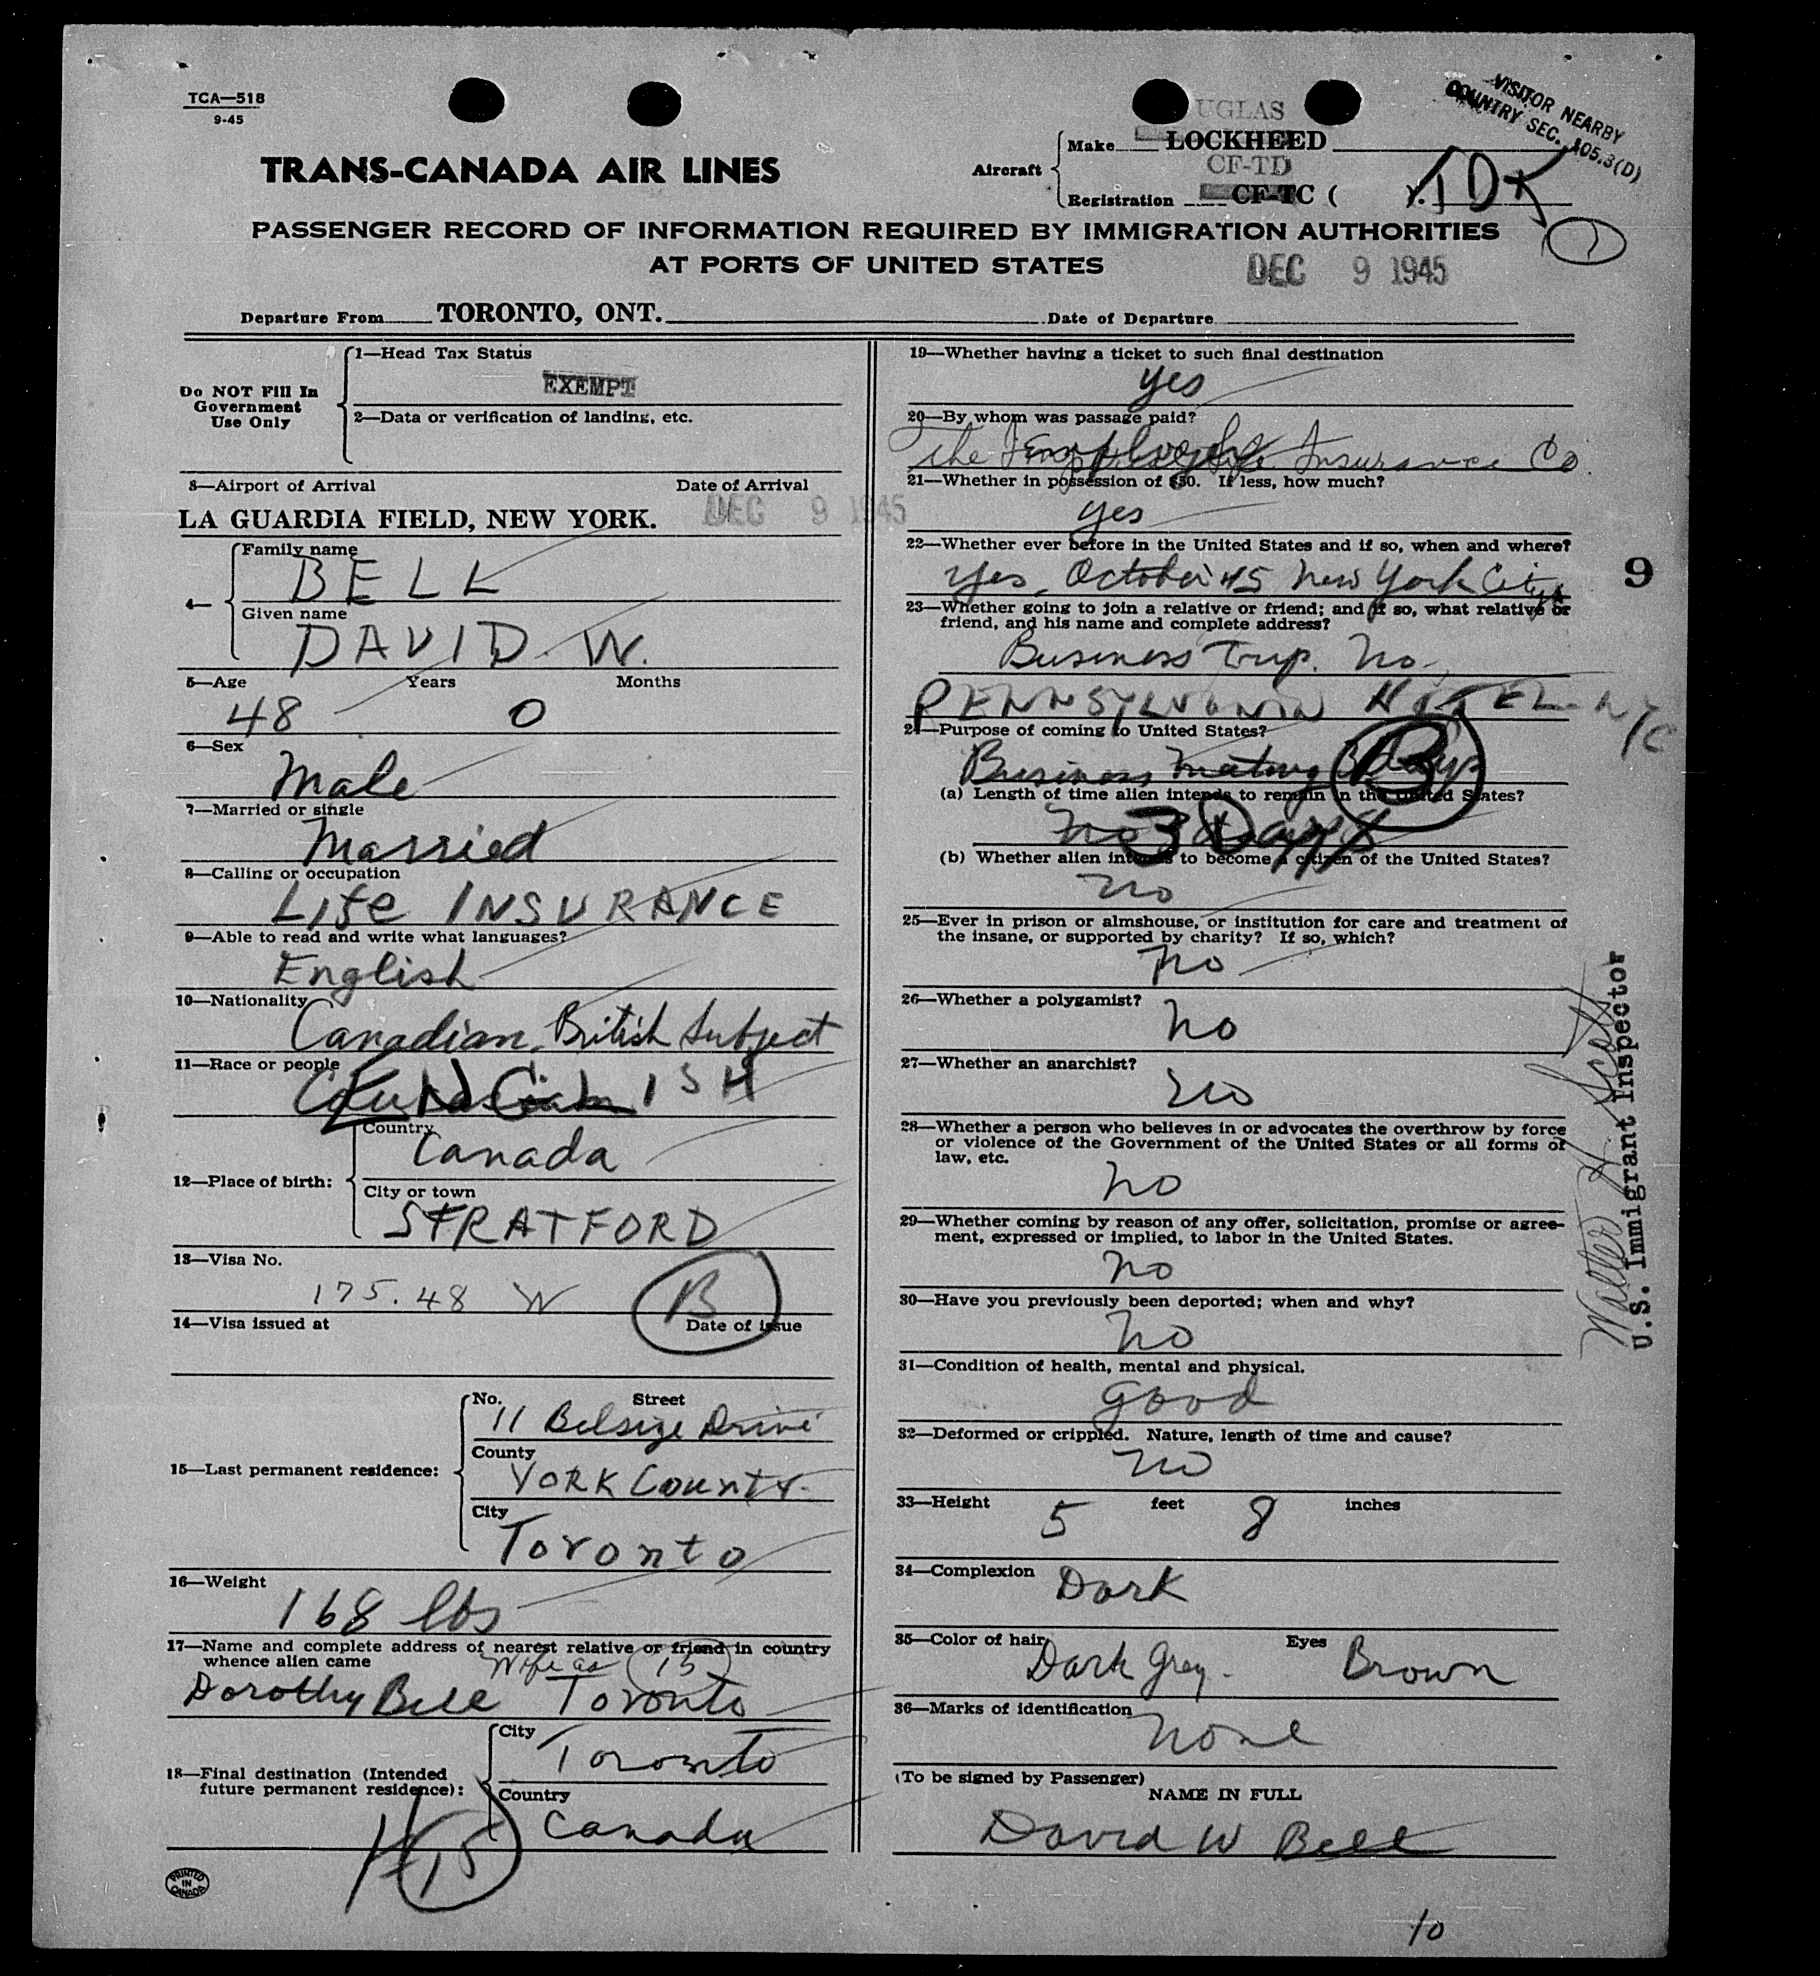 TCA—518
9-45
UGLAS
VISITOR NEARBY
COUNTRY SEC. 105.3(D)
TRANS-CANADA AIR LINES
Aircraft
Make LOCKHEED
CF-TD
Registration CF-TC ( ). TDK
PASSENGER RECORD OF INFORMATION REQUIRED BY IMMIGRATION AUTHORITIES
AT PORTS OF UNITED STATES
DEC 9 1945
Departure From TORONTO, ONT. Date of Departure
Do NOT Fill In
Government
Use Only
1—Head Tax Status
EXEMPT
2—Data or verification of landing, etc.
3—Airport of Arrival Date of Arrival
LA GUARDIA FIELD, NEW YORK. DEC 9 1945
4— Family name
BELL
Given name
DAVID W.
5—Age Years Months
48 0
6—Sex
Male
7—Married or single
Married
8—Calling or occupation
Life INSURANCE
9—Able to read and write what languages?
English
10—Nationality
Canadian British Subject
11—Race or people
12—Place of birth:
Country
Canada
City or town
STRATFORD
13—Visa No.
175.48 W B
14—Visa issued at Date of issue
15—Last permanent residence:
No. Street
11 Belsize Drive
County
YORK County
City
Toronto
16—Weight
168 lbs
17—Name and complete address of nearest relative or friend in country
whence alien came
Wife as 15
Dorothy Bell Toronto
18—Final destination (Intended
future permanent residence):
City
Toronto
Country
Canada
15
PRINTED
IN
CANADA
19—Whether having a ticket to such final destination
yes
20—By whom was passage paid?
The Life Insurance Co.
21—Whether in possession of $50. If less, how much?
yes
22—Whether ever before in the United States and if so, when and where?
Yes, October 45 New York City
23—Whether going to join a relative or friend; and if so, what relative or
friend, and his name and complete address?
Business Trip. No.
PENNSYLVANIA HOTEL NYC
24—Purpose of coming to United States?
Business meeting B
(a) Length of time alien intends to remain in the United States?
3 Days
(b) Whether alien intends to become a citizen of the United States?
no
25—Ever in prison or almshouse, or institution for care and treatment of
the insane, or supported by charity? If so, which?
no
26—Whether a polygamist?
no
27—Whether an anarchist?
no
28—Whether a person who believes in or advocates the overthrow by force
or violence of the Government of the United States or all forms of
law, etc.
no
29—Whether coming by reason of any offer, solicitation, promise or agree-
ment, expressed or implied, to labor in the United States.
no
30—Have you previously been deported; when and why?
no
31—Condition of health, mental and physical.
good
32—Deformed or crippled. Nature, length of time and cause?
no
33—Height 5 feet 8 inches
34—Complexion Dark
35—Color of hair Dark Grey. Eyes Brown
36—Marks of identification
none
(To be signed by Passenger)
NAME IN FULL
David W Bell
9
Walter H Scott
U.S. Immigrant Inspector
10